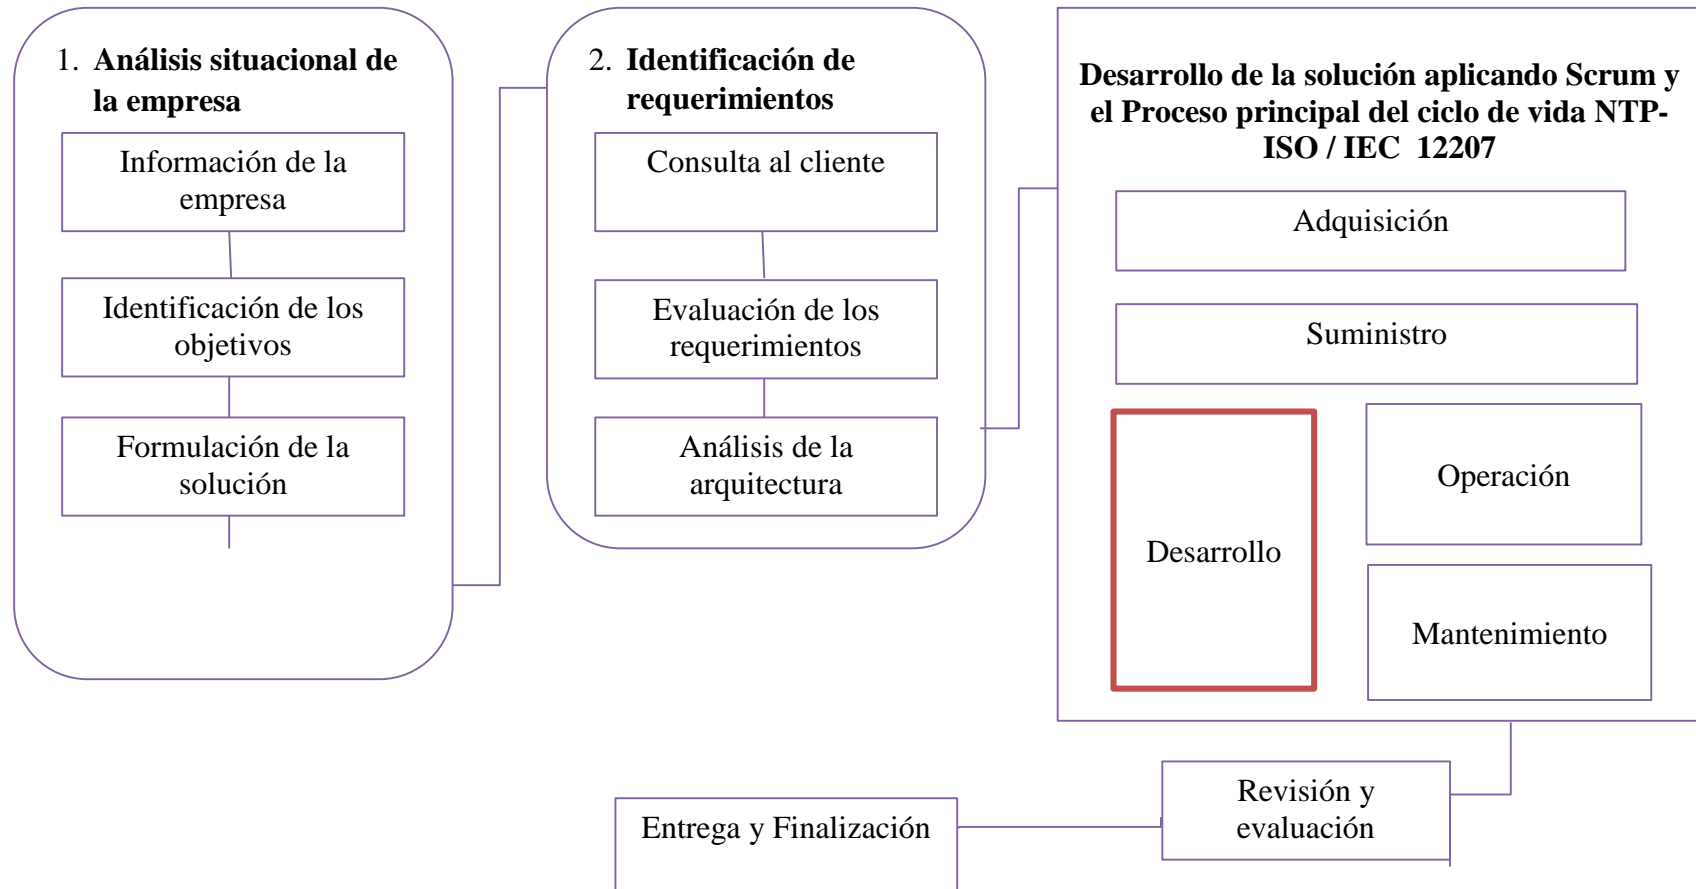 1. Análisis situacional de
la empresa
Información de la
empresa
Identificación de los
objetivos
Formulación de la
solución
2. Identificación de
requerimientos
Consulta al cliente
Evaluación de los
requerimientos
Análisis de la
arquitectura
Desarrollo de la solución aplicando Scrum y
el Proceso principal del ciclo de vida NTP-
ISO / IEC 12207
Adquisición
Suministro
Desarrollo
Operación
Mantenimiento
Revisión y
evaluación
Entrega y Finalización